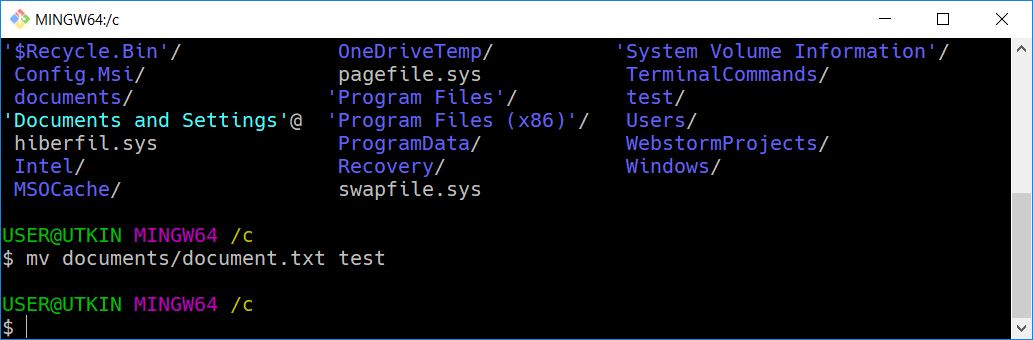 MINGW64:/c
'$Recycle.Bin'/ OneDriveTemp/ 'System Volume Information'/
Config.Msi/ pagefile.sys TerminalCommands/
documents/ 'Program Files'/ test/
'Documents and Settings'@ 'Program Files (x86)'/ Users/
hiberfil.sys ProgramData/ WebstormProjects/
Intel/ Recovery/ Windows/
MSOCache/ swapfile.sys
USER@UTKIN MINGW64 /c
$ mv documents/document.txt test
USER@UTKIN MINGW64 /c
$